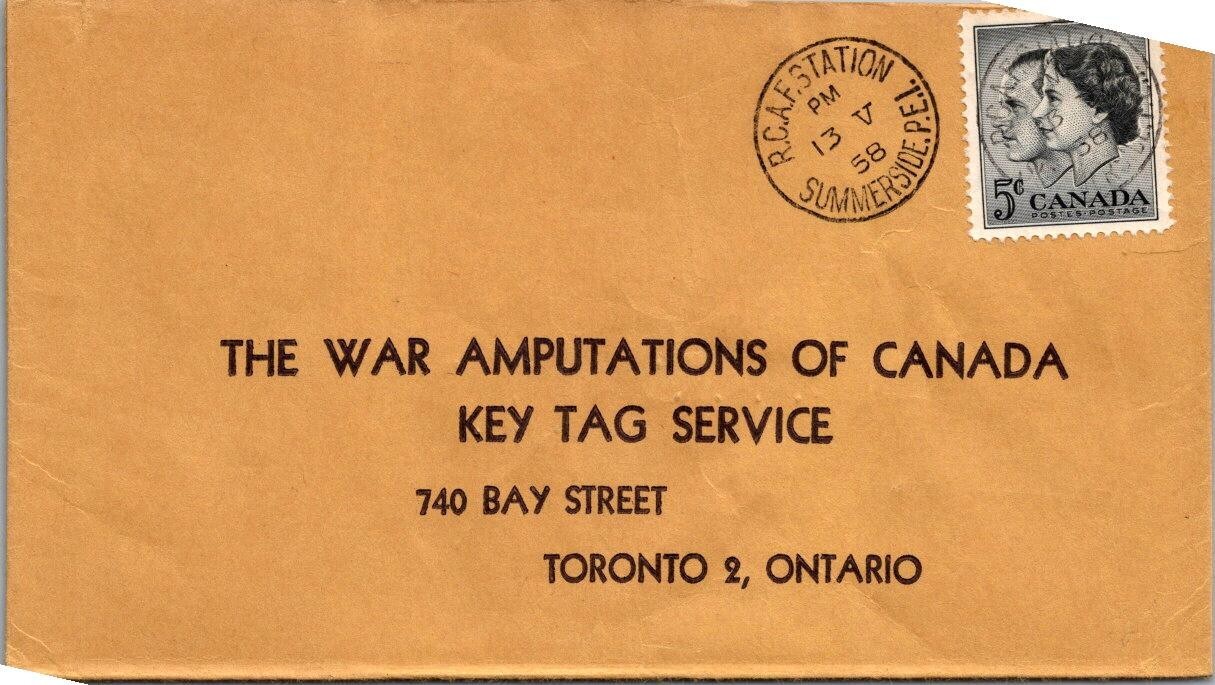 R.C.A.F. STATION
PM
13 V
58
SUMMERSIDE. P.E.I.
5¢ CANADA
POSTES-POSTAGE
THE WAR AMPUTATIONS OF CANADA
KEY TAG SERVICE
740 BAY STREET
TORONTO 2, ONTARIO